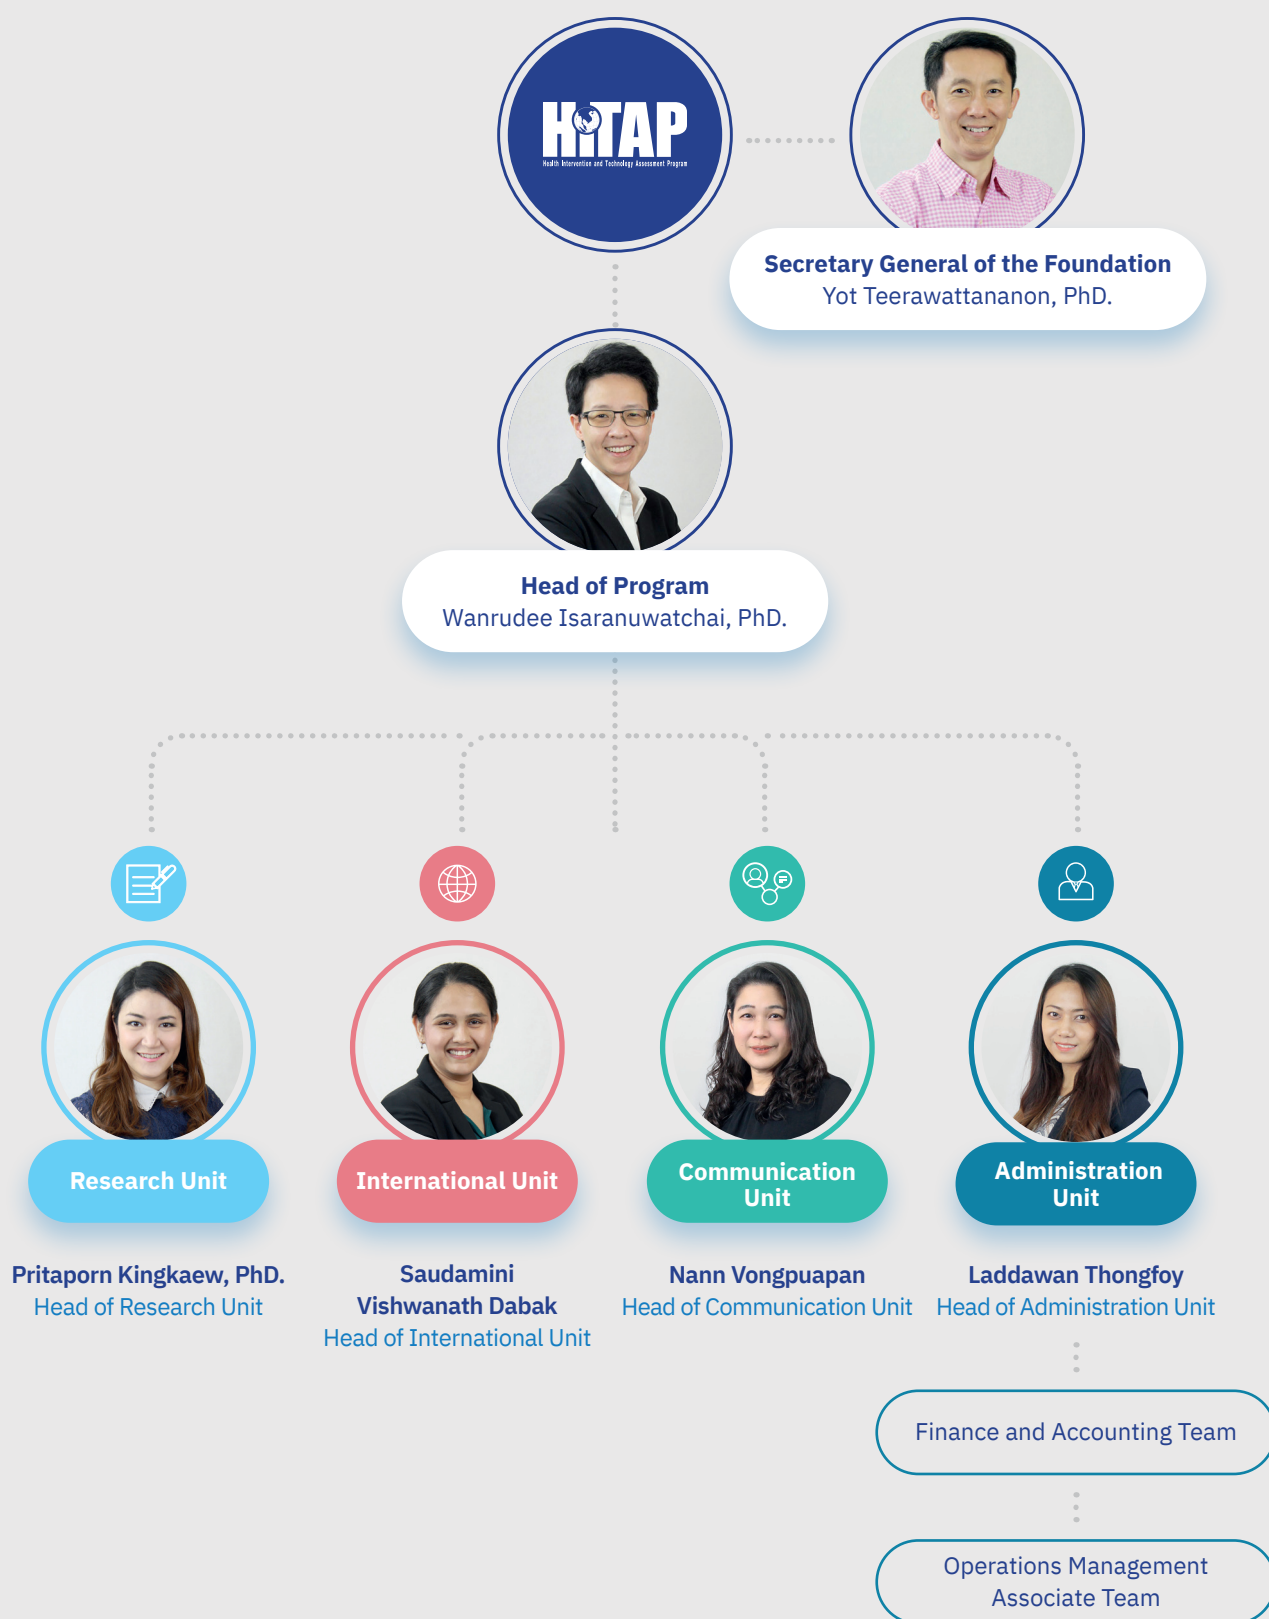 HiTAP
Health Intervention and Technology Assessment Program
Secretary General of the Foundation
Yot Teerawattananon, PhD.
Head of Program
Wanrudee Isaranuwatchai, PhD.
Research Unit
Pritaporn Kingkaew, PhD.
Head of Research Unit
International Unit
Saudamini
Vishwanath Dabak
Head of International Unit
Communication
Unit
Nann Vongpuapan
Head of Communication Unit
Administration
Unit
Laddawan Thongfoy
Head of Administration Unit
Finance and Accounting Team
Operations Management
Associate Team